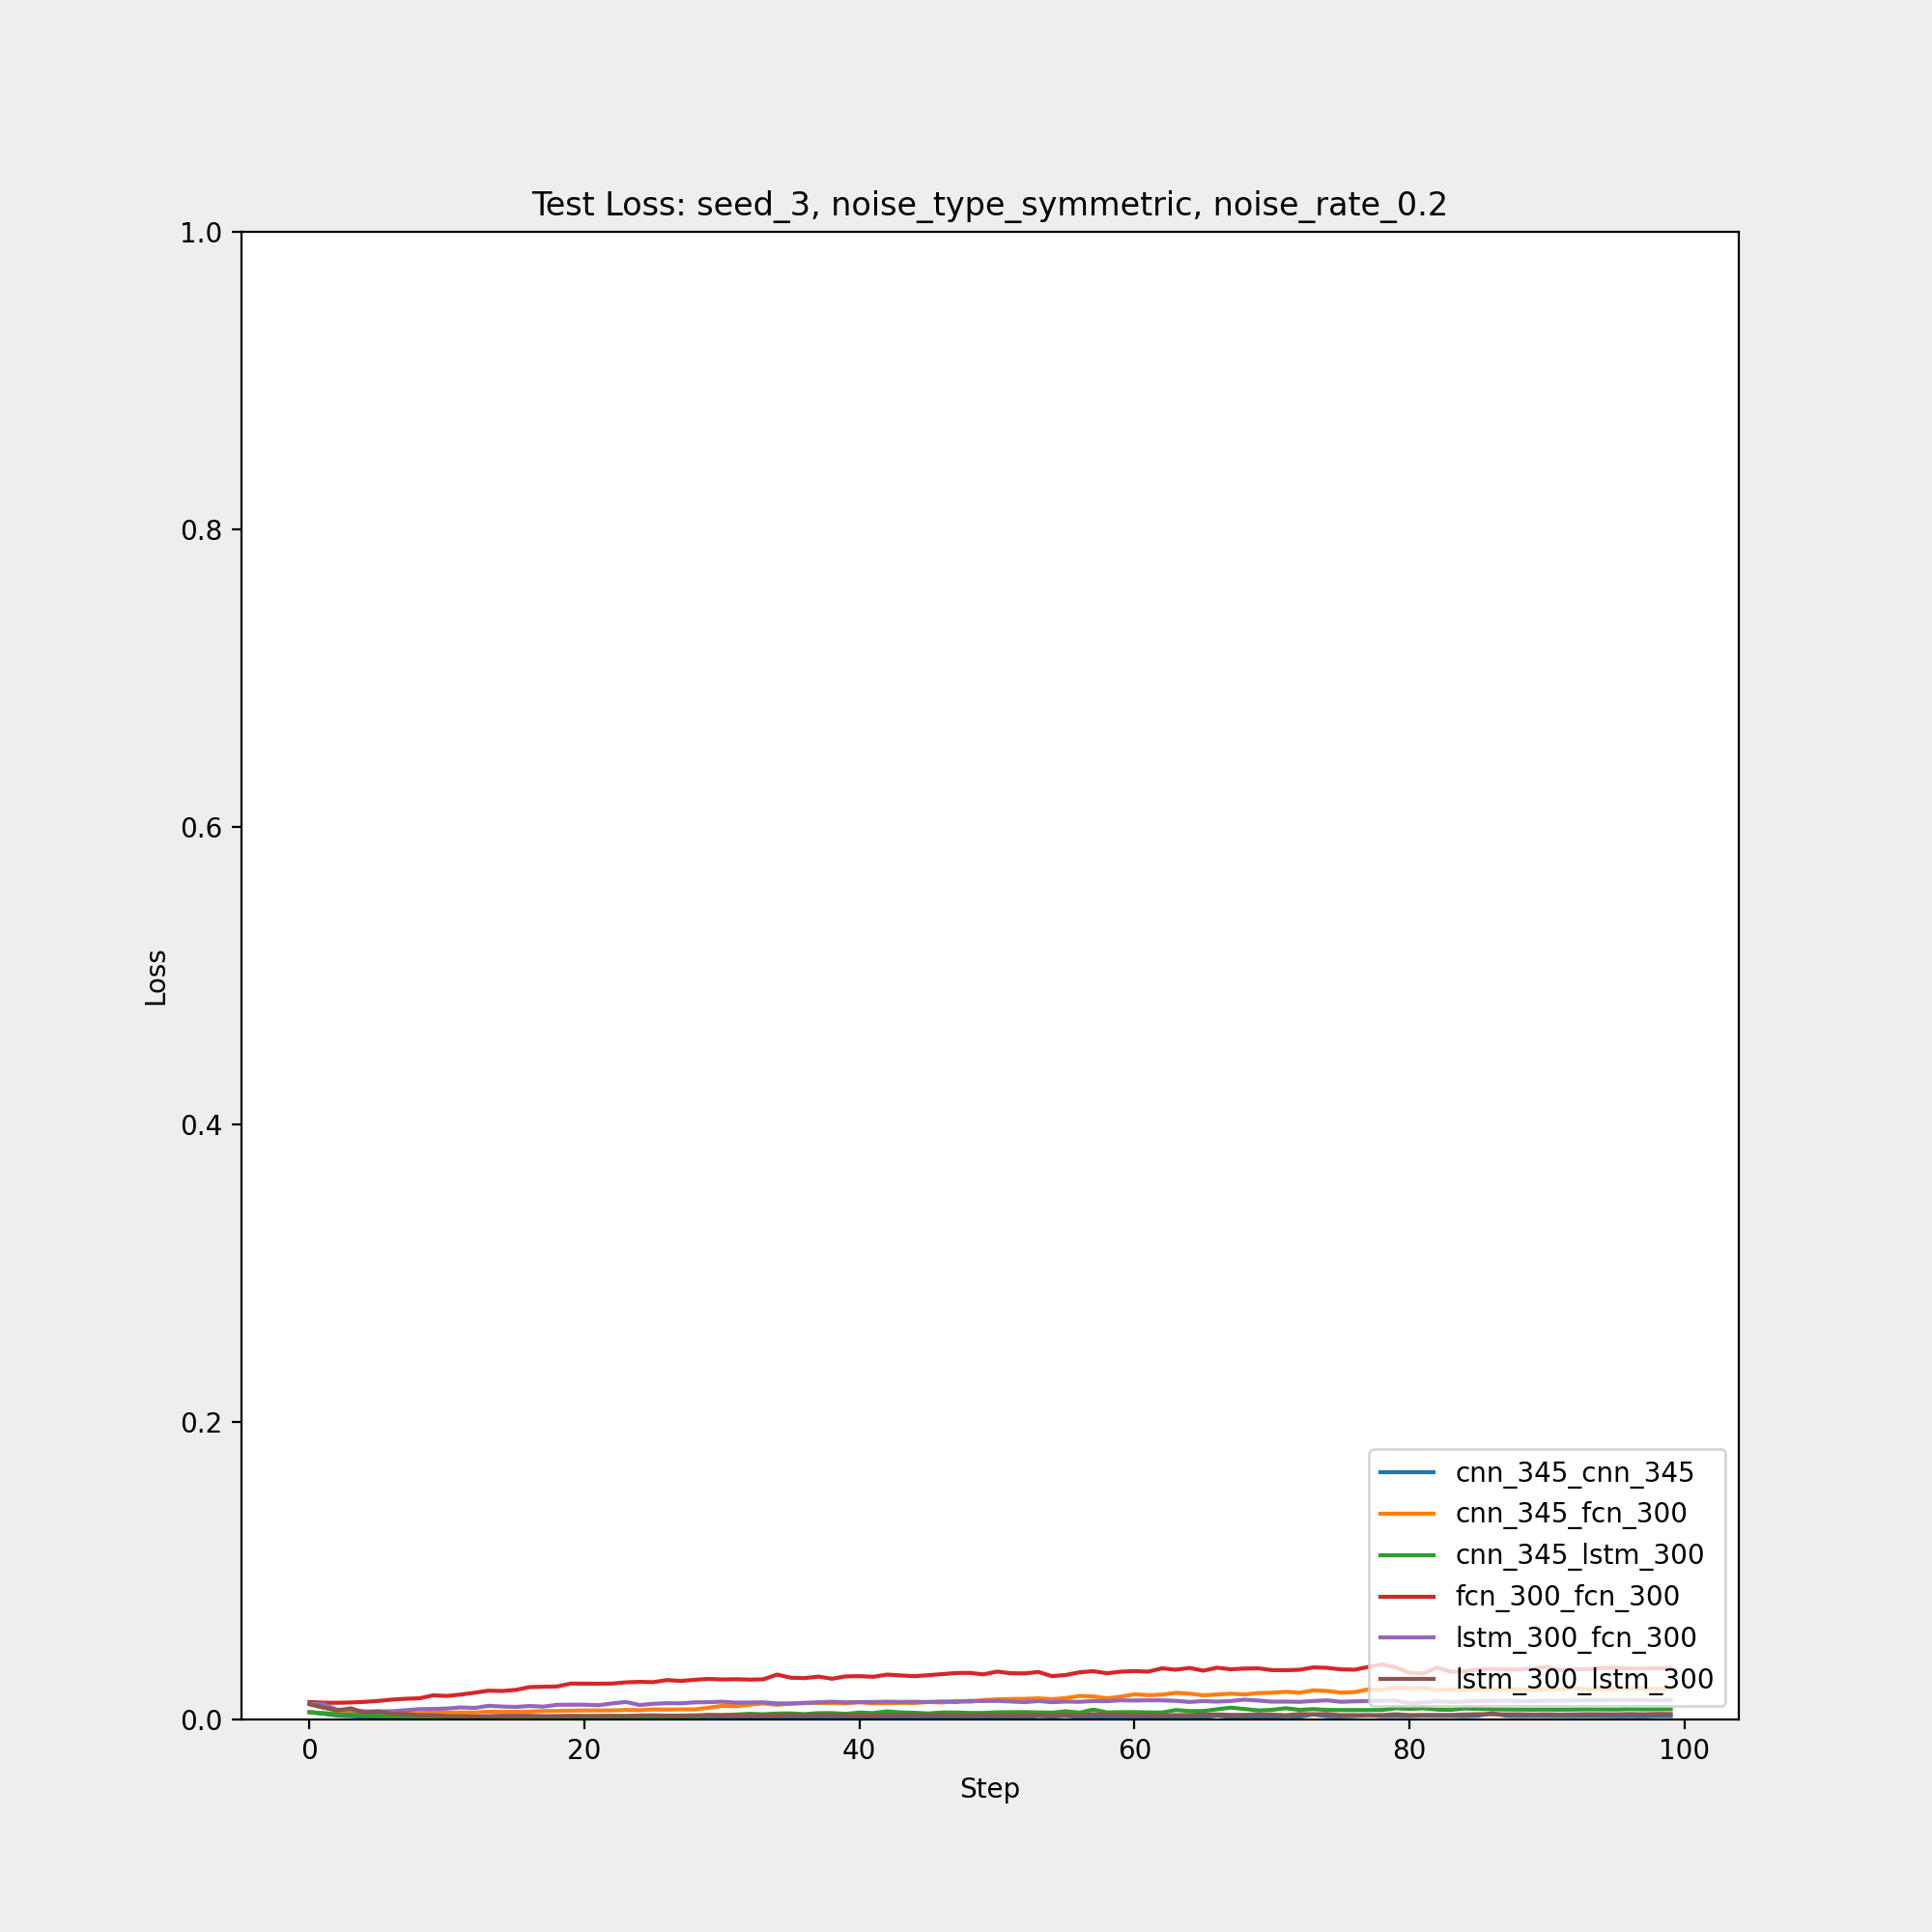 Test Loss: seed_3, noise_type_symmetric, noise_rate_0.2
1.0
0.8
0.6
0.4
0.2
0.0
Loss
cnn_345_cnn_345
cnn_345_fcn_300
cnn_345_lstm_300
fcn_300_fcn_300
lstm_300_fcn_300
lstm_300_lstm_300
0 20 40 60 80 100
Step